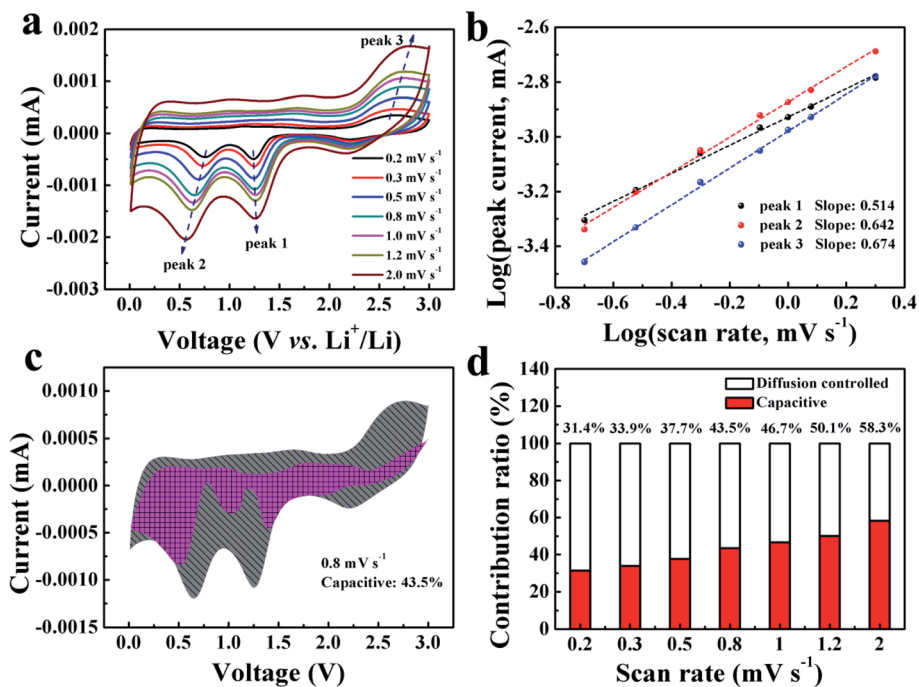 a
0.002
0.001
0.000
-0.001
-0.002
-0.003
Current (mA)
peak 3
peak 2
peak 1
0.2 mV s⁻¹
0.3 mV s⁻¹
0.5 mV s⁻¹
0.8 mV s⁻¹
1.0 mV s⁻¹
1.2 mV s⁻¹
2.0 mV s⁻¹
0.0 0.5 1.0 1.5 2.0 2.5 3.0
Voltage (V vs. Li⁺/Li)
b
-2.6
-2.8
-3.0
-3.2
-3.4
Log(peak current, mA)
peak 1 Slope: 0.514
peak 2 Slope: 0.642
peak 3 Slope: 0.674
-0.8 -0.6 -0.4 -0.2 0.0 0.2 0.4
Log(scan rate, mV s⁻¹)
c
0.0010
0.0005
0.0000
-0.0005
-0.0010
-0.0015
Current (mA)
0.8 mV s⁻¹
Capacitive: 43.5%
0.0 0.5 1.0 1.5 2.0 2.5 3.0
Voltage (V)
d
140
120
100
80
60
40
20
0
Contribution ratio (%)
Diffusion controlled
Capacitive
31.4% 33.9% 37.7% 43.5% 46.7% 50.1% 58.3%
0.2 0.3 0.5 0.8 1 1.2 2
Scan rate (mV s⁻¹)